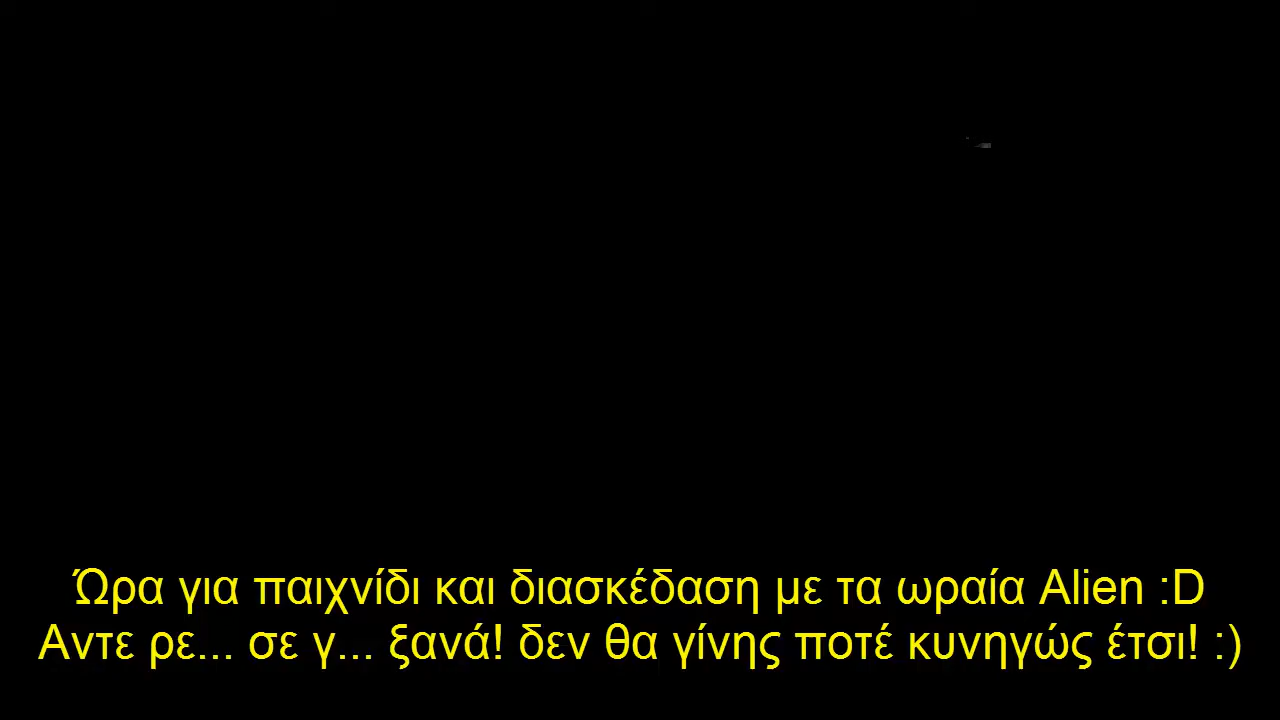 Ώρα για παιχνίδι και διασκέδαση με τα ωραία Alien :D
Αντε ρε... σε γ... ξανά! δεν θα γίνης ποτέ κυνηγώς έτσι! :)